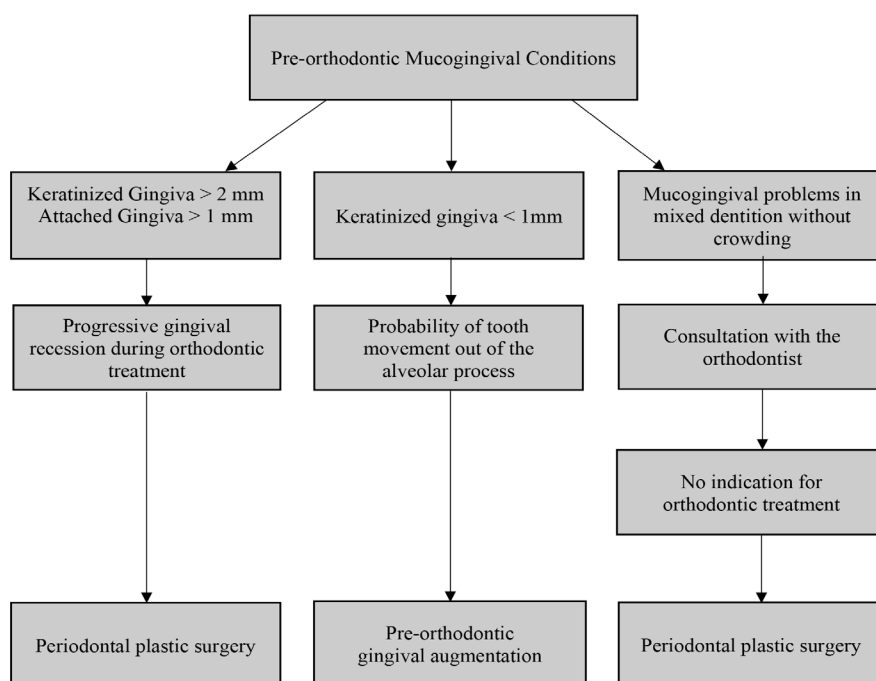 Pre-orthodontic Mucogingival Conditions
Keratinized Gingiva > 2 mm
Attached Gingiva > 1 mm
Keratinized gingiva < 1mm
Mucogingival problems in
mixed dentition without
crowding
Progressive gingival
recession during orthodontic
treatment
Probability of tooth
movement out of the
alveolar process
Consultation with the
orthodontist
No indication for
orthodontic treatment
Periodontal plastic surgery
Pre-orthodontic
gingival augmentation
Periodontal plastic surgery